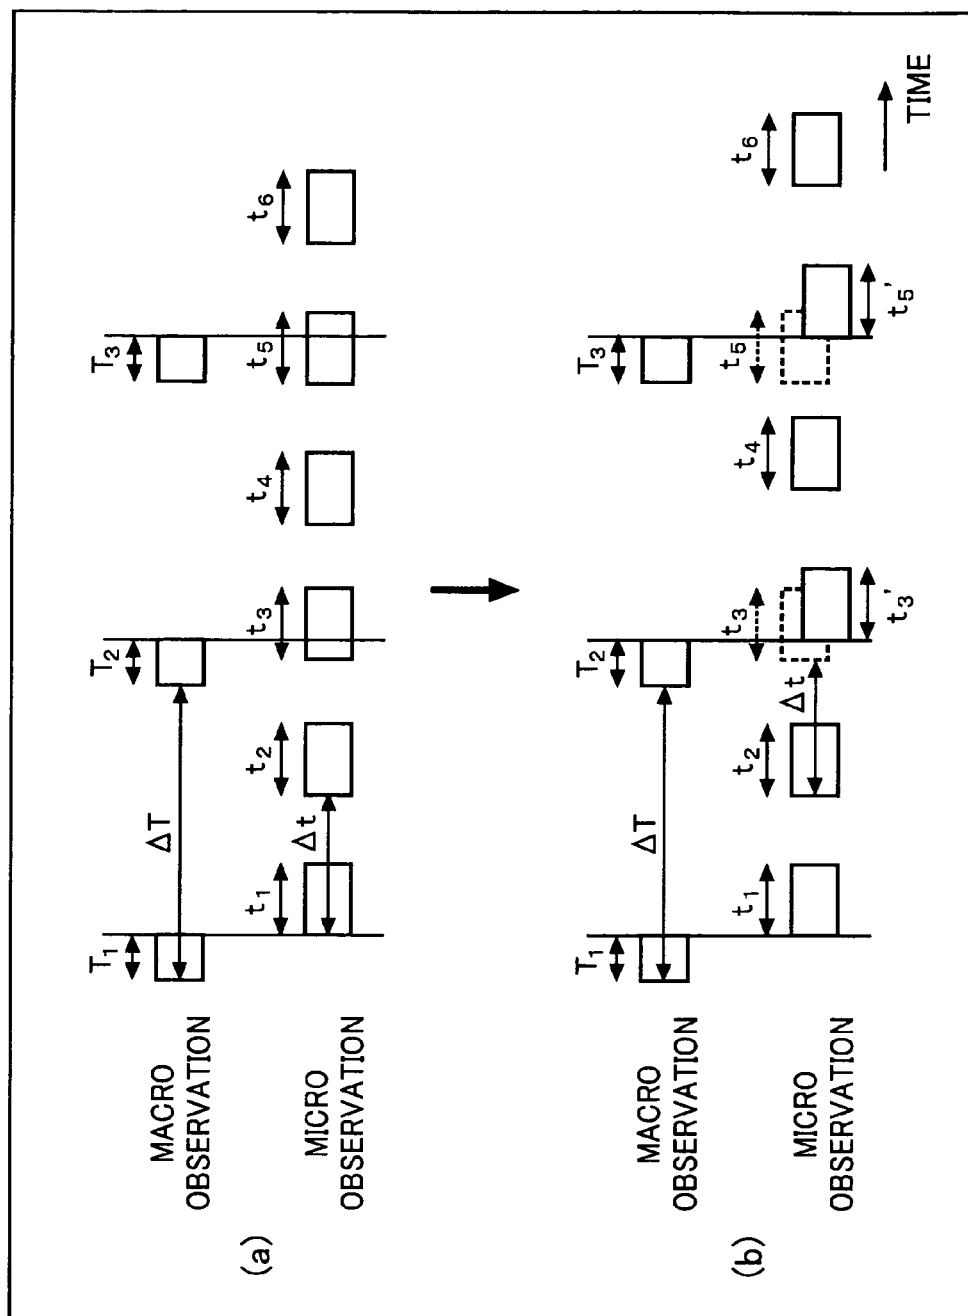 (a)
MACRO
OBSERVATION
T₁
ΔT
T₂
T₃
MICRO
OBSERVATION
t₁
Δt
t₂
t₃
t₄
t₅
t₆
(b)
MACRO
OBSERVATION
T₁
ΔT
T₂
T₃
MICRO
OBSERVATION
t₁
t₂
Δt
t₃
t₃'
t₄
t₅
t₅'
t₆
TIME